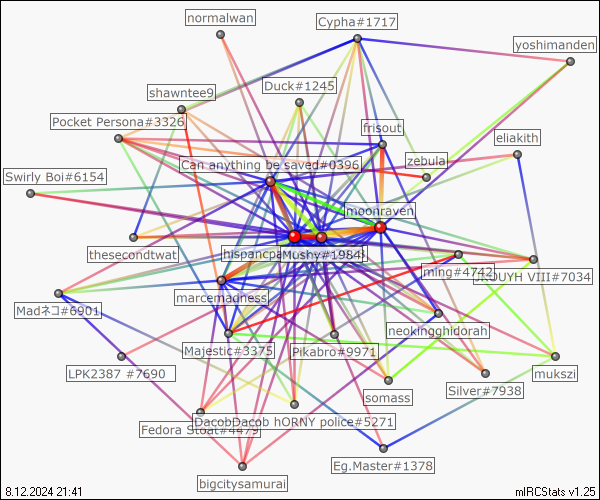 normalwan
Cypha#1717
yoshimanden
Duck#1245
shawntee9
Pocket Persona#3326
frisout
eliakith
Can anything be saved#0396
zebula
Swirly Boi#6154
moonraven
thesecondtwat
Mushy#1984
ming#4742
VIII#7034
marcemadness
Madネコ#6901
neokingghidorah
Majestic#3375
Pikabro#9971
LPK2387 #7690
mukszi
somass
Silver#7938
Fedora Stoat#4479
DacobDacob hORNY police#5271
Eg.Master#1378
bigcitysamurai
8.12.2024 21:41
mIRCStats v1.25